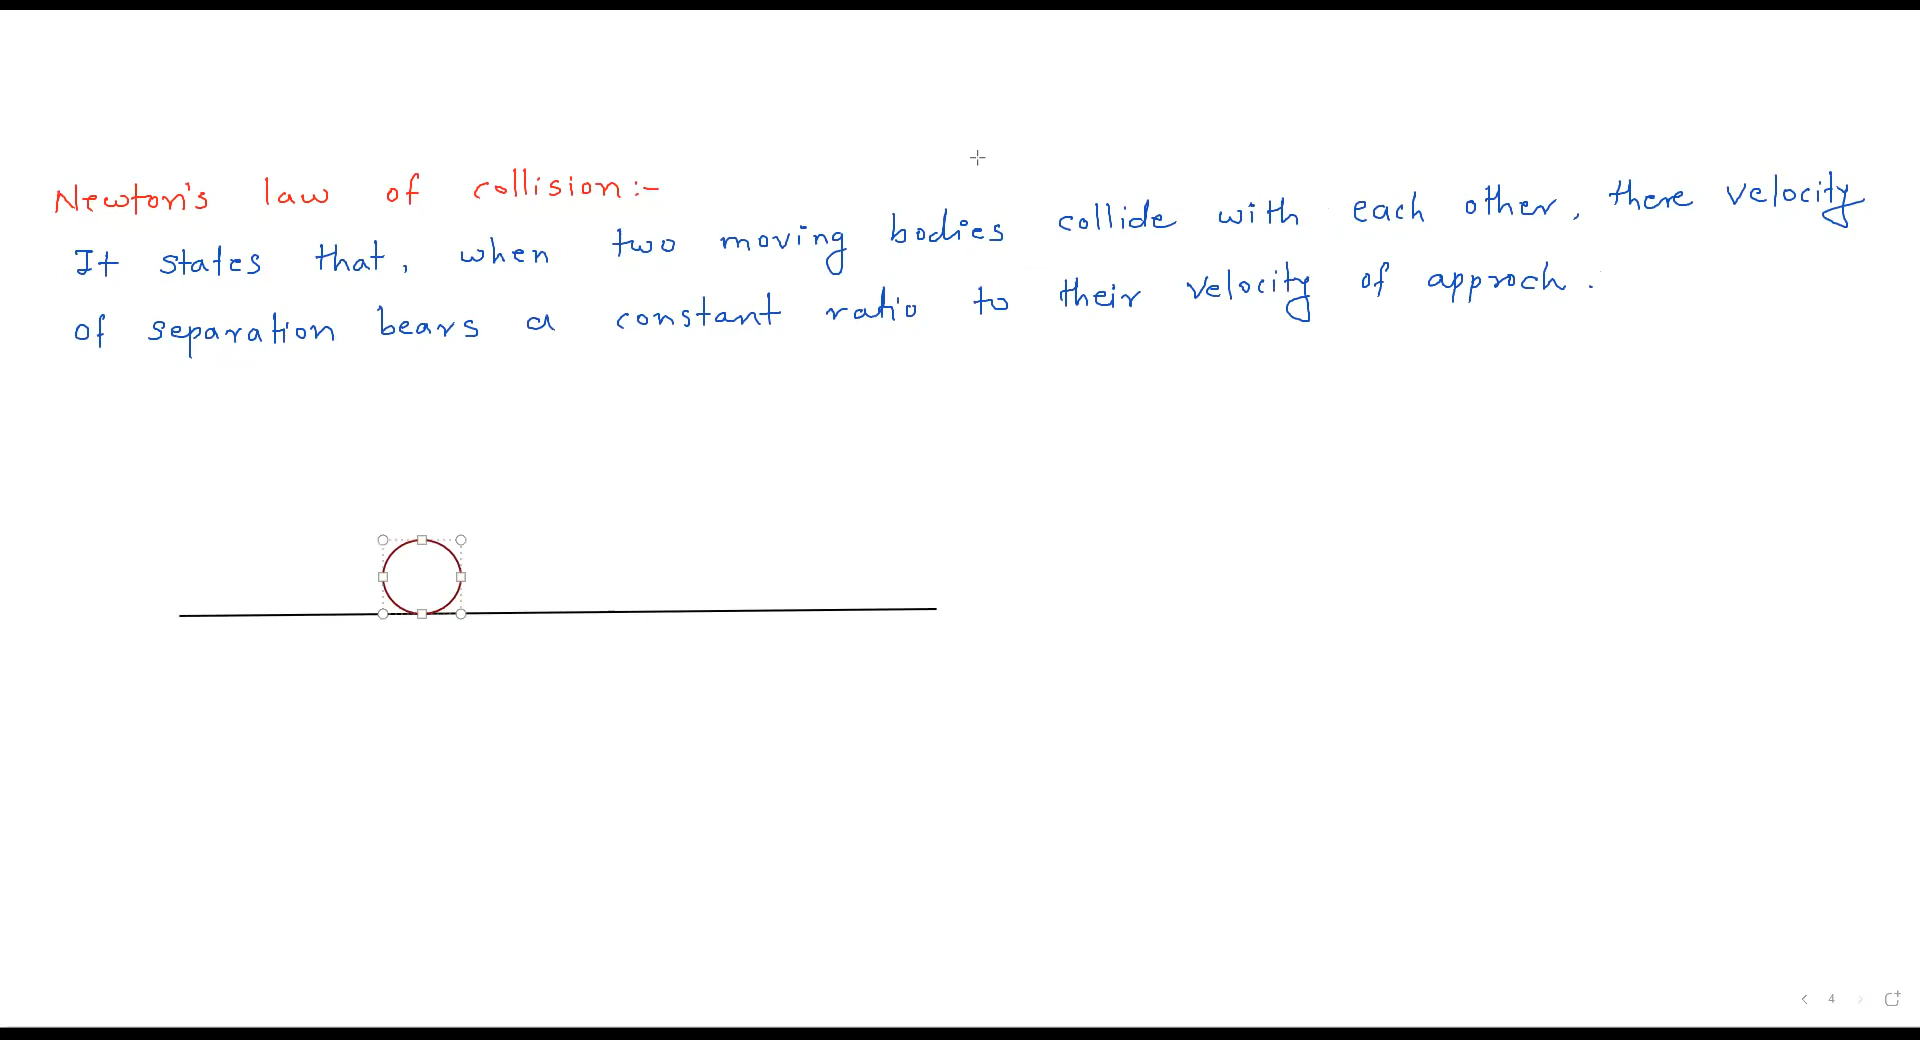 Newton's law of collision:-
It states that, when two moving bodies collide with each other, there velocity
of separation bears a constant ratio to their velocity of approch.
4